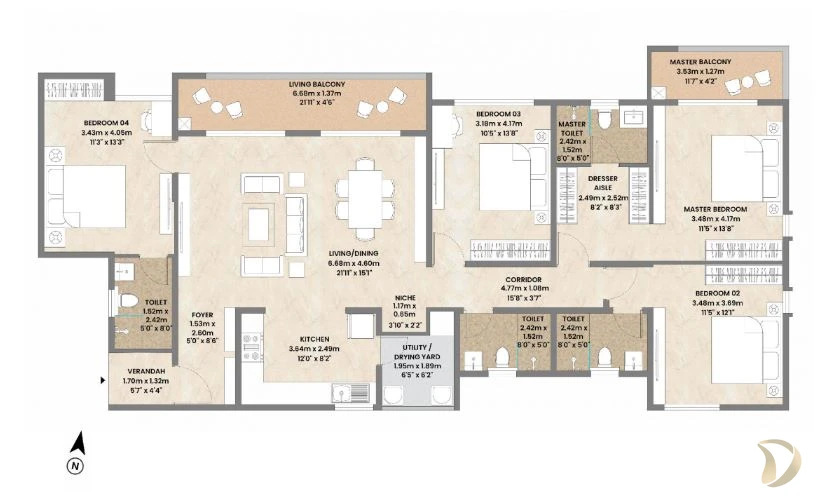 MASTER BALCONY
3.53m x 1.27m
11'7" x 4'2"
LIVING BALCONY
6.68m x 1.37m
21'11" x 4'6"
BEDROOM 04
3.43m x 4.05m
11'3" x 13'3"
BEDROOM 03
3.18m x 4.17m
10'5" x 13'8"
MASTER
TOILET
2.42m x
1.52m
8'0" x 5'0"
DRESSER
AISLE
2.49m x 2.52m
8'2" x 8'3"
MASTER BEDROOM
3.48m x 4.17m
11'5" x 13'8"
LIVING/DINING
6.68m x 4.60m
21'11" x 15'1"
CORRIDOR
4.77m x 1.08m
15'8" x 3'7"
BEDROOM 02
3.48m x 3.69m
11'5" x 12'1"
NICHE
1.17m x
0.65m
3'10" x 2'2"
TOILET
1.52m x
2.42m
5'0" x 8'0"
FOYER
1.53m x
2.60m
5'0" x 8'6"
KITCHEN
3.64m x 2.49m
12'0" x 8'2"
UTILITY /
DRYING YARD
1.95m x 1.89m
6'5" x 6'2"
TOILET
2.42m x
1.52m
8'0" x 5'0"
TOILET
2.42m x
1.52m
8'0" x 5'0"
VERANDAH
1.70m x 1.32m
5'7" x 4'4"
N